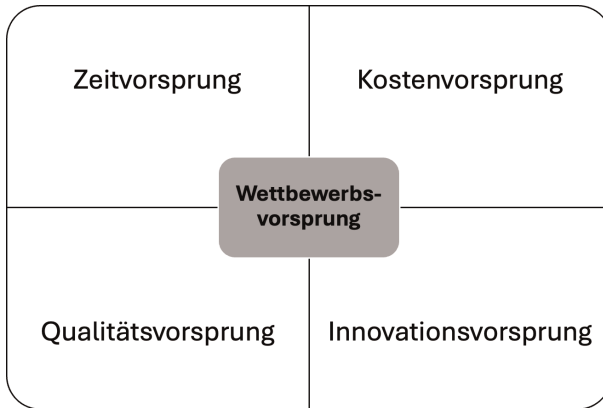 Zeitvorsprung
Kostenvorsprung
Wettbewerbs-
vorsprung
Qualitätsvorsprung
Innovationsvorsprung